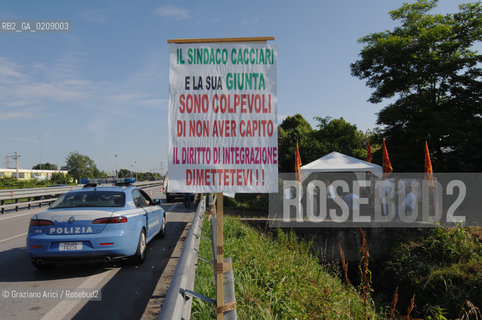 RB2_GA_0209003
IL SINDACO CACCIARI
E LA SUA GIUNTA
SONO COLPEVOLI
DI NON AVER CAPITO
IL DIRITTO DI INTEGRAZIONE
DIMETTETEVI !!
REBUD2
POLIZIA
© Graziano Arici / Rosebud2